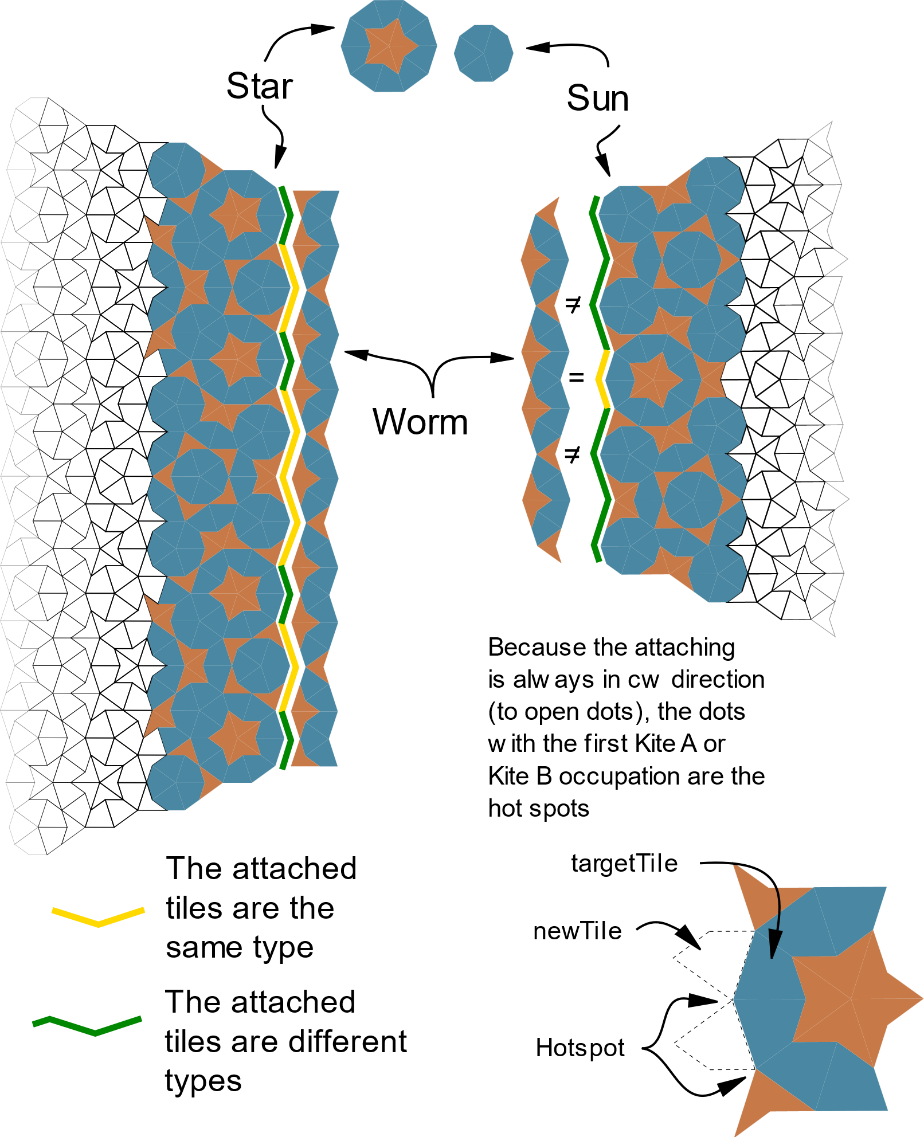 Star
Sun
≠
=
Worm
≠
Because the attaching
is always in cw direction
(to open dots), the dots
with the first Kite A or
Kite B occupation are the
hot spots
The attached
tiles are the
same type
The attached
tiles are different
types
targetTile
newTile
Hotspot